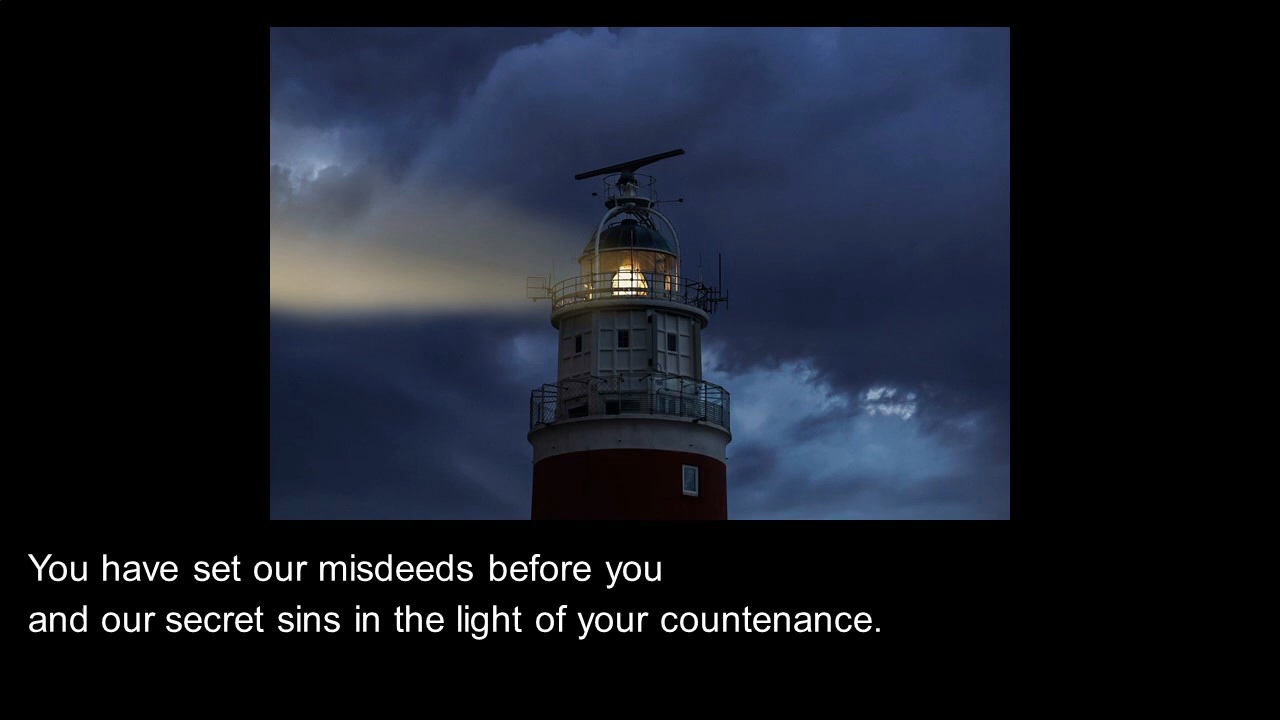 You have set our misdeeds before you
and our secret sins in the light of your countenance.